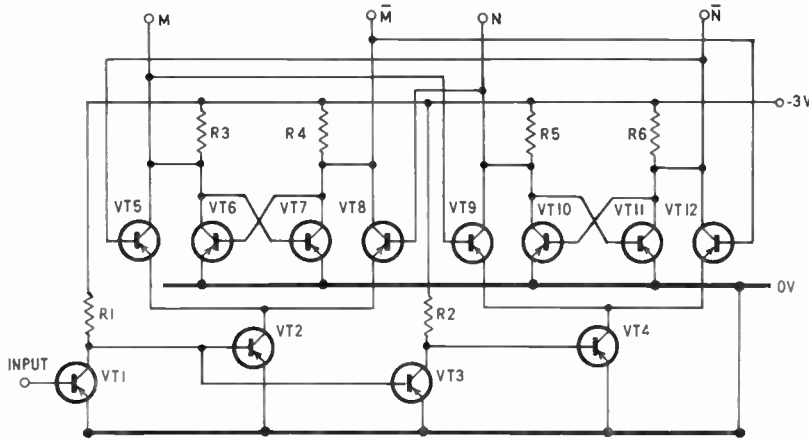 M M̄ N N̄
-3V
R3 R4 R5 R6
VT5 VT6 VT7 VT8 VT9 VT10 VT11 VT12
0V
R1 R2
VT2 VT4
INPUT VT1 VT3